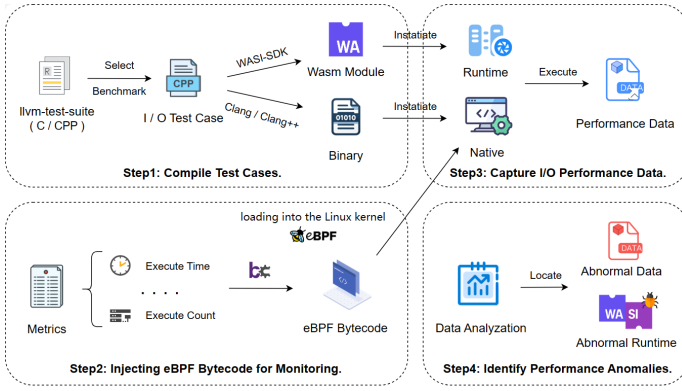 llvm-test-suite
( C / CPP )
Select
Benchmark
CPP
I / O Test Case
WASI-SDK
Clang / Clang++
WA
Wasm Module
01010
Binary
Step1: Compile Test Cases.
Instatiate
Instatiate
Runtime
Native
Execute
DATA
Performance Data
Step3: Capture I/O Performance Data.
Metrics
Execute Time
. . . .
Execute Count
bcc
loading into the Linux kernel
eBPF
eBPF Bytecode
Step2: Injecting eBPF Bytecode for Monitoring.
Data Analyzation
Locate
DATA
Abnormal Data
WA SI
Abnormal Runtime
Step4: Identify Performance Anomalies.